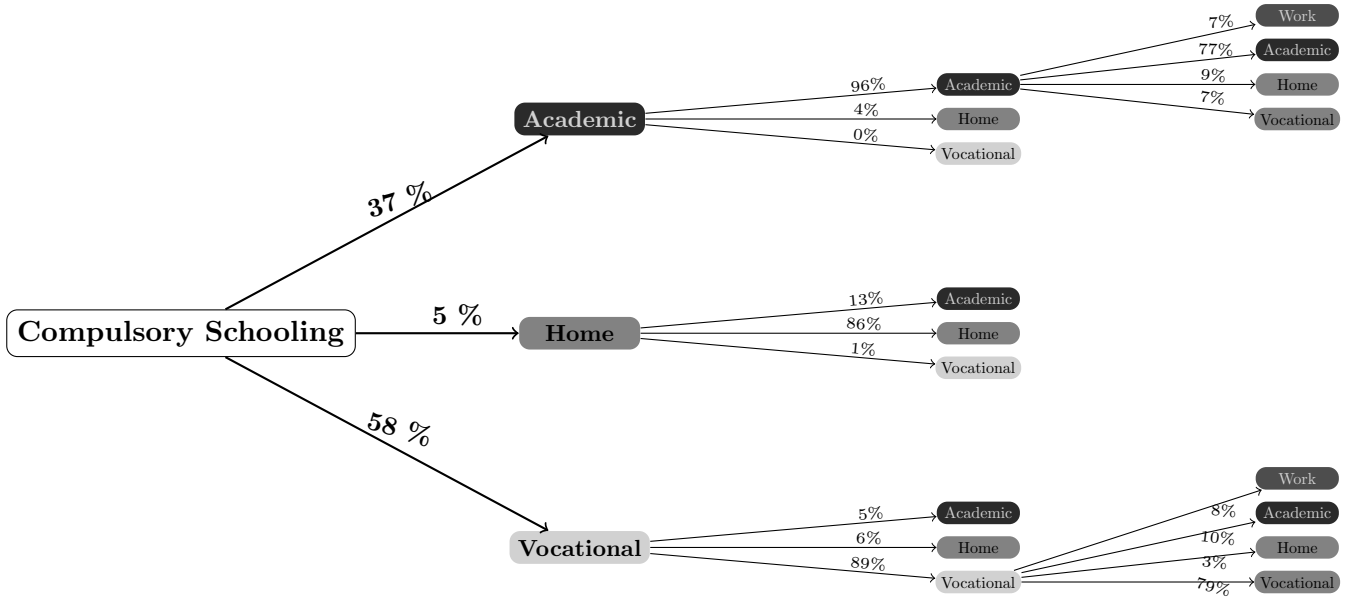 Work
7%
77%
Academic
96%
Academic
9%
Home
7%
Academic
4%
Home
Vocational
0%
Vocational
37 %
13%
Academic
Compulsory Schooling
5 %
Home
86%
Home
1%
Vocational
58 %
Work
8%
5%
Academic
Academic
10%
Vocational
6%
Home
3%
Home
89%
Vocational
79%
Vocational